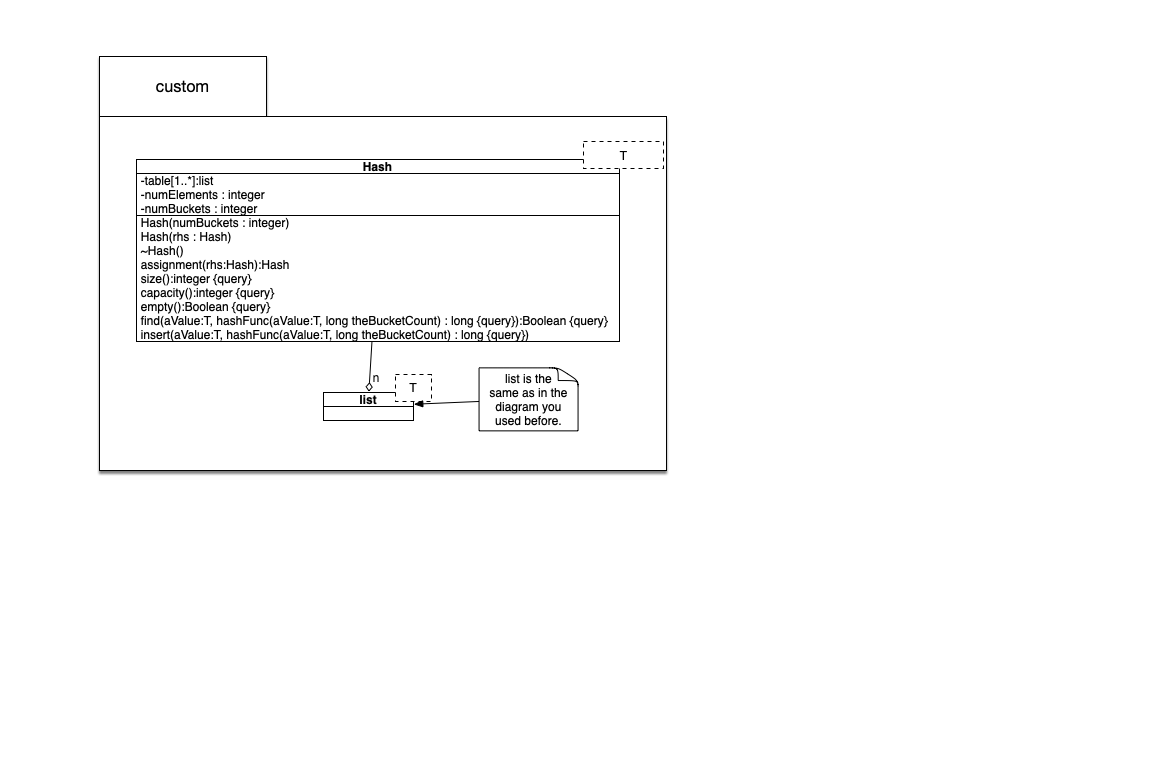 custom
T
Hash
-table[1..*]:list
-numElements : integer
-numBuckets : integer
Hash(numBuckets : integer)
Hash(rhs : Hash)
~Hash()
assignment(rhs:Hash):Hash
size():integer {query}
capacity():integer {query}
empty():Boolean {query}
find(aValue:T, hashFunc(aValue:T, long theBucketCount) : long {query}):Boolean {query}
insert(aValue:T, hashFunc(aValue:T, long theBucketCount) : long {query})
n
T
list
list is the
same as in the
diagram you
used before.